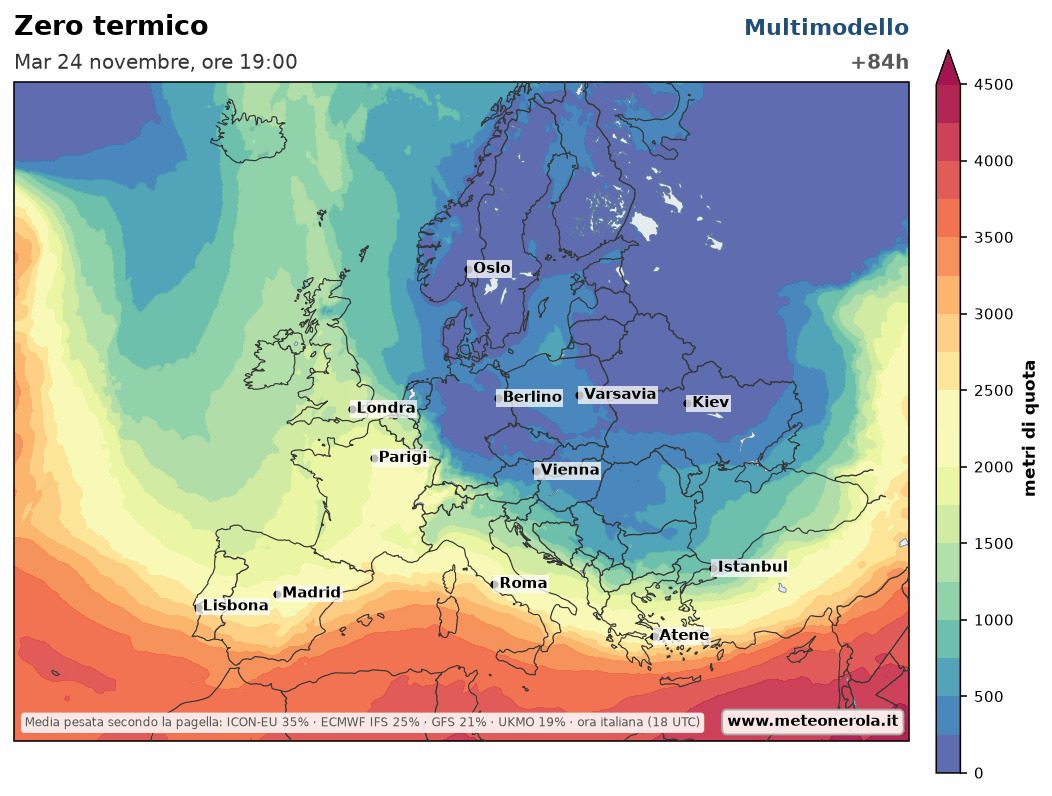 Zero termico
Multimodello
Mar 24 novembre, ore 19:00
+84h
4500
4000
3500
3000
2500
2000
1500
1000
500
0
metri di quota
Oslo
Berlino
Varsavia
Kiev
Londra
Parigi
Vienna
Istanbul
Roma
Madrid
Lisbona
Atene
Media pesata secondo la pagella: ICON-EU 35% · ECMWF IFS 25% · GFS 21% · UKMO 19% · ora italiana (18 UTC)
www.meteonerola.it